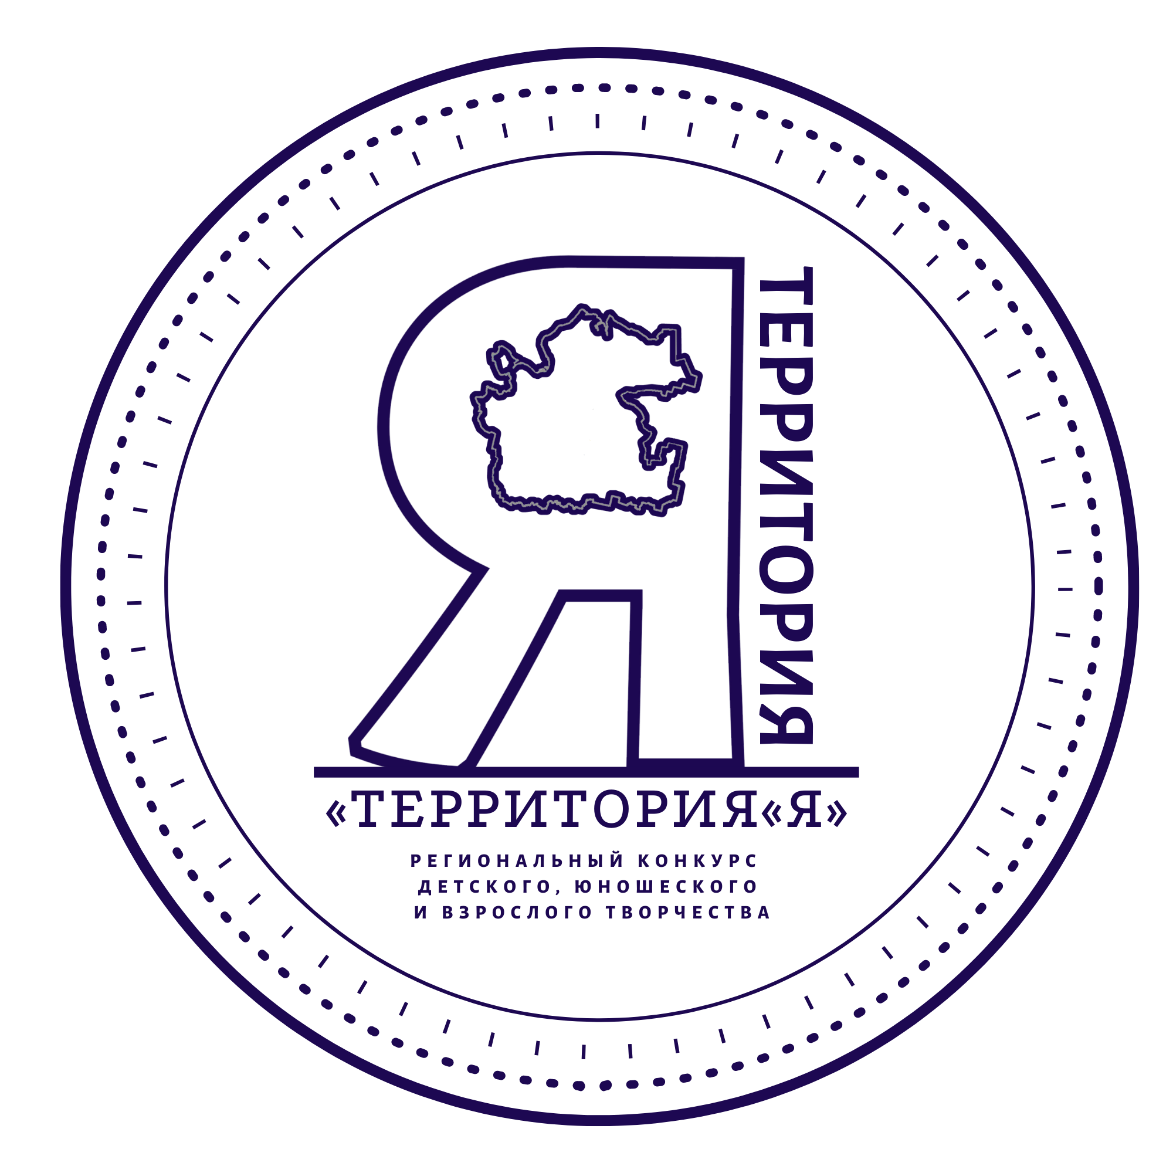 Я
ТЕРРИТОРИЯ
«ТЕРРИТОРИЯ«Я»
РЕГИОНАЛЬНЫЙ КОНКУРС
ДЕТСКОГО, ЮНОШЕСКОГО
И ВЗРОСЛОГО ТВОРЧЕСТВА